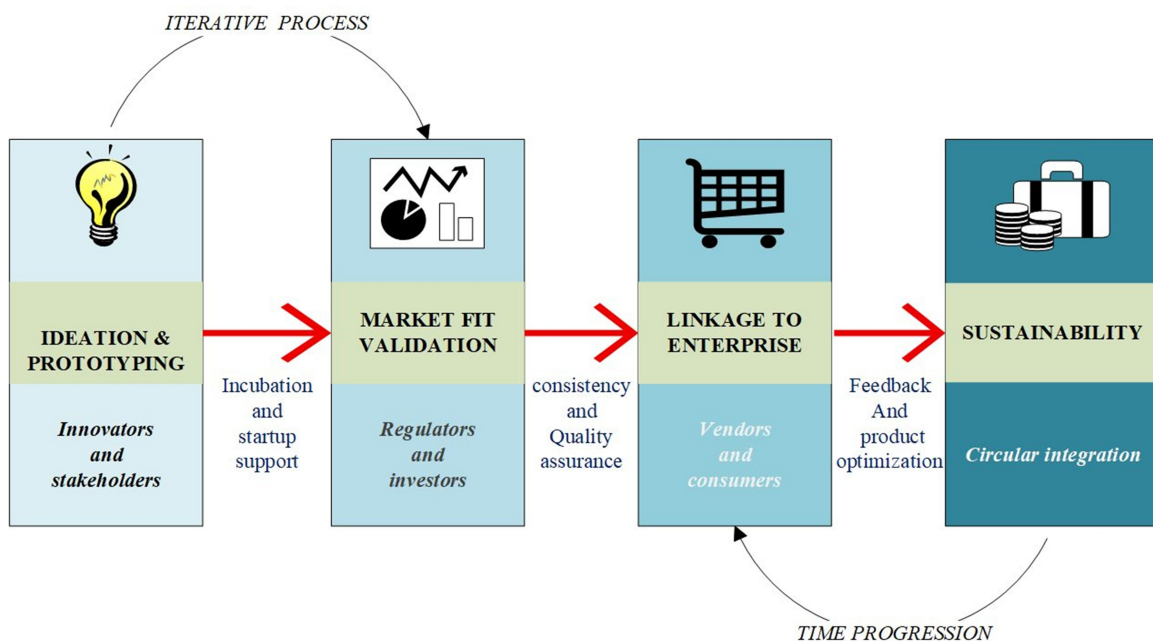 ITERATIVE PROCESS
IDEATION &
PROTOTYPING
Innovators
and
stakeholders
Incubation
and
startup
support
MARKET FIT
VALIDATION
Regulators
and
investors
consistency
and
Quality
assurance
LINKAGE TO
ENTERPRISE
Vendors
and
consumers
Feedback
And
product
optimization
SUSTAINABILITY
Circular integration
TIME PROGRESSION